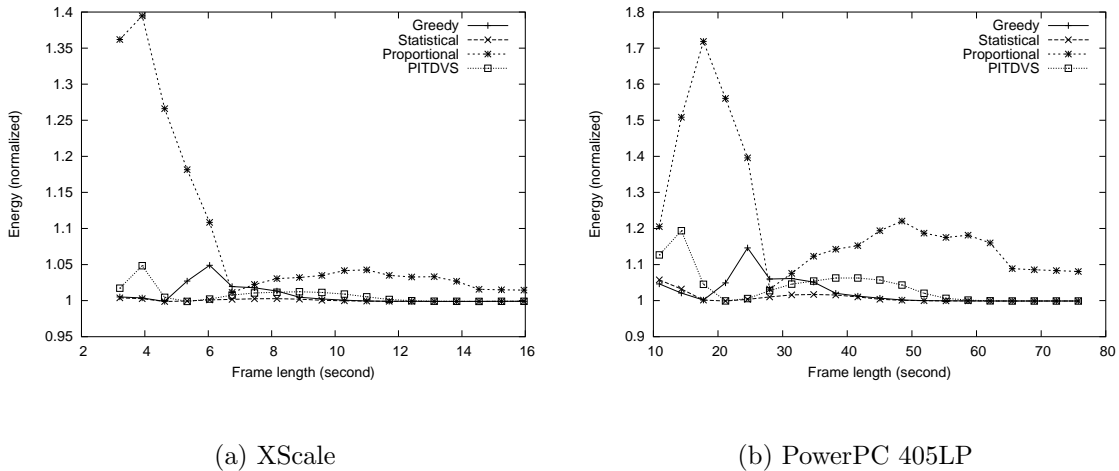 1.4
1.35
1.3
1.25
1.2
1.15
1.1
1.05
1
0.95
2 4 6 8 10 12 14 16
Energy (normalized)
Frame length (second)
Greedy
Statistical
Proportional
PITDVS
(a) XScale
1.8
1.7
1.6
1.5
1.4
1.3
1.2
1.1
1
0.9
10 20 30 40 50 60 70 80
Energy (normalized)
Frame length (second)
Greedy
Statistical
Proportional
PITDVS
(b) PowerPC 405LP